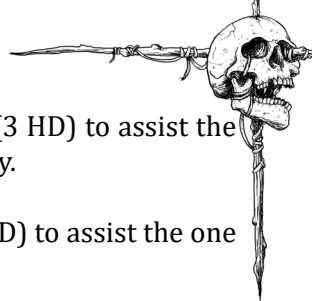 (3 HD) to assist the
y.
D) to assist the one